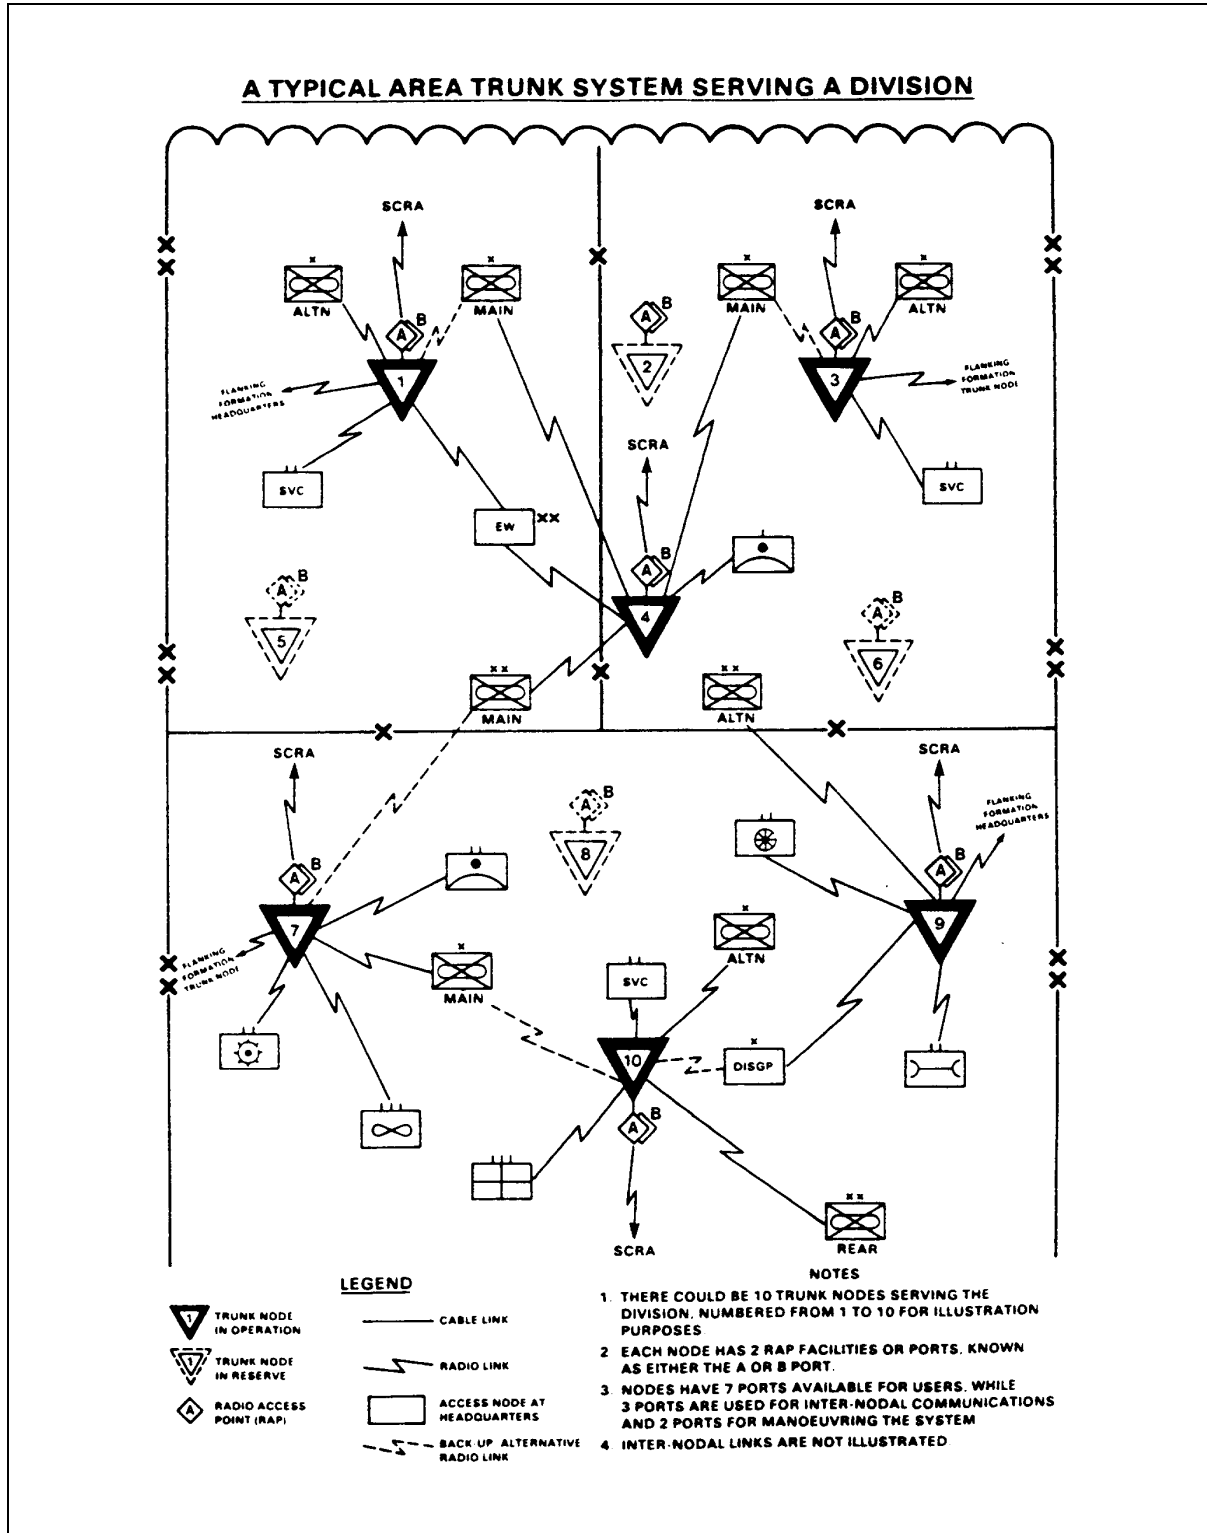 A TYPICAL AREA TRUNK SYSTEM SERVING A DIVISION
SCRA
SCRA
ALTN
MAIN
MAIN
ALTN
A
B
A
B
A
B
1
2
3
FLANKING
FORMATION
HEADQUARTERS
FLANKING
FORMATION
TRUNK NODE
SCRA
SVC
SVC
EW
XX
A
B
4
A
B
5
A
B
6
XX
MAIN
XX
ALTN
SCRA
SCRA
A
B
8
FLANKING
FORMATION
HEADQUARTERS
A
B
7
A
B
9
FLANKING
FORMATION
TRUNK NODE
ALTN
MAIN
SVC
10
DISGP
A
B
XX
REAR
SCRA
LEGEND
1
TRUNK NODE
IN OPERATION
1
TRUNK NODE
IN RESERVE
A
RADIO ACCESS
POINT (RAP)
CABLE LINK
RADIO LINK
ACCESS NODE AT
HEADQUARTERS
BACK-UP ALTERNATIVE
RADIO LINK
NOTES
1. THERE COULD BE 10 TRUNK NODES SERVING THE
DIVISION, NUMBERED FROM 1 TO 10 FOR ILLUSTRATION
PURPOSES.
2 EACH NODE HAS 2 RAP FACILITIES OR PORTS, KNOWN
AS EITHER THE A OR B PORT.
3. NODES HAVE 7 PORTS AVAILABLE FOR USERS, WHILE
3 PORTS ARE USED FOR INTER-NODAL COMMUNICATIONS
AND 2 PORTS FOR MANOEUVRING THE SYSTEM
4. INTER-NODAL LINKS ARE NOT ILLUSTRATED